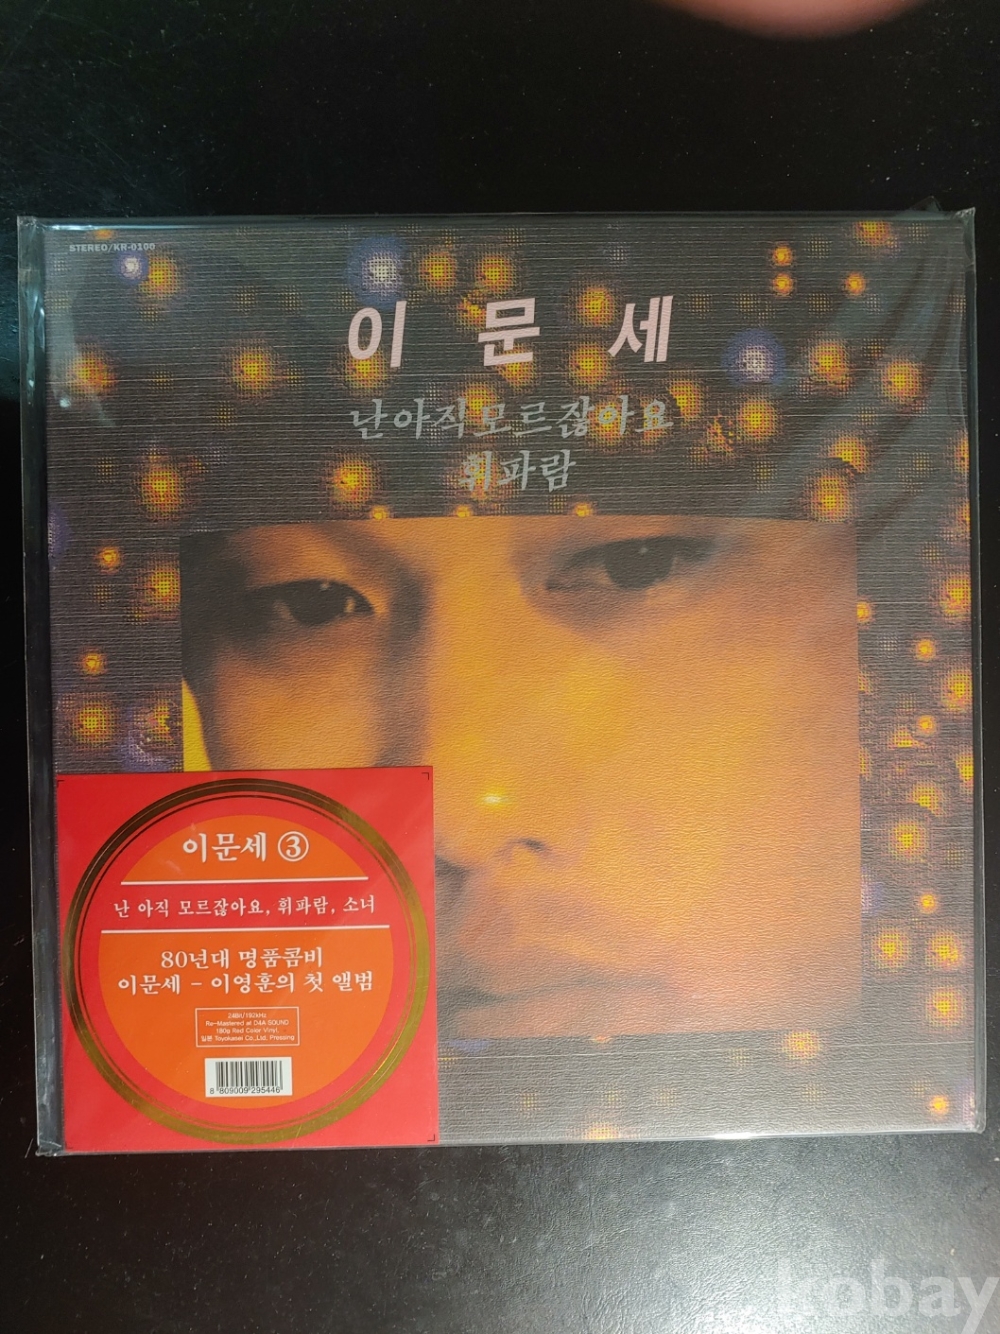 STEREO/KR-0100
이 문 세
난아직모르잖아요
휘파람
이문세 ③
난 아직 모르잖아요, 휘파람, 소녀
80년대 명품콤비
이문세 - 이영훈의 첫 앨범
24Bit/192kHz
Re-Mastered at D4A SOUND
180g Red Color Vinyl,
일본 Toyokasei Co.,Ltd. Pressing
8 809009 295446
kobay